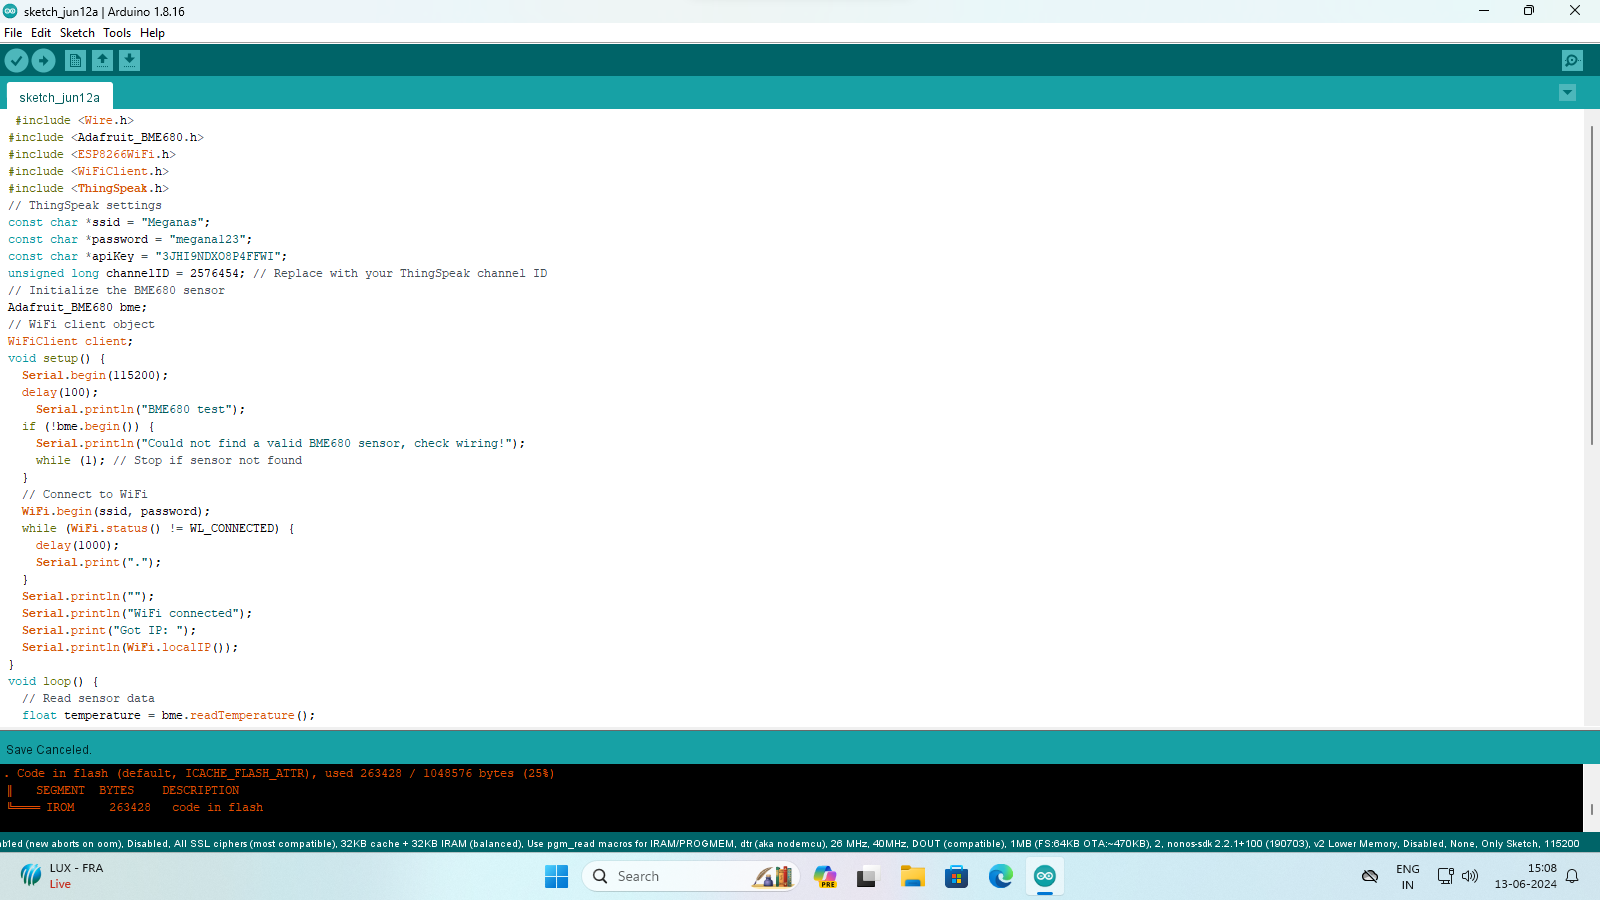 sketch_jun12a | Arduino 1.8.16
File Edit Sketch Tools Help
sketch_jun12a
#include <Wire.h>
#include <Adafruit_BME680.h>
#include <ESP8266WiFi.h>
#include <WiFiClient.h>
#include <ThingSpeak.h>
// ThingSpeak settings
const char *ssid = "Meganas";
const char *password = "megana123";
const char *apiKey = "3JHI9NDXO8P4FFWI";
unsigned long channelID = 2576454; // Replace with your ThingSpeak channel ID
// Initialize the BME680 sensor
Adafruit_BME680 bme;
// WiFi client object
WiFiClient client;
void setup() {
  Serial.begin(115200);
  delay(100);
    Serial.println("BME680 test");
  if (!bme.begin()) {
    Serial.println("Could not find a valid BME680 sensor, check wiring!");
    while (1); // Stop if sensor not found
  }
  // Connect to WiFi
  WiFi.begin(ssid, password);
  while (WiFi.status() != WL_CONNECTED) {
    delay(1000);
    Serial.print(".");
  }
  Serial.println("");
  Serial.println("WiFi connected");
  Serial.print("Got IP: ");
  Serial.println(WiFi.localIP());
}
void loop() {
  // Read sensor data
  float temperature = bme.readTemperature();
Save Canceled.
. Code in flash (default, ICACHE_FLASH_ATTR), used 263428 / 1048576 bytes (25%)
║   SEGMENT  BYTES    DESCRIPTION
╚════ IROM     263428   code in flash
abled (new aborts on oom), Disabled, All SSL ciphers (most compatible), 32KB cache + 32KB IRAM (balanced), Use pgm_read macros for IRAM/PROGMEM, dtr (aka nodemcu), 26 MHz, 40MHz, DOUT (compatible), 1MB (FS:64KB OTA:~470KB), 2, nonos-sdk 2.2.1+100 (190703), v2 Lower Memory, Disabled, None, Only Sketch, 115200
LUX - FRA
Live
Search
PRE
ENG
IN
15:08
13-06-2024